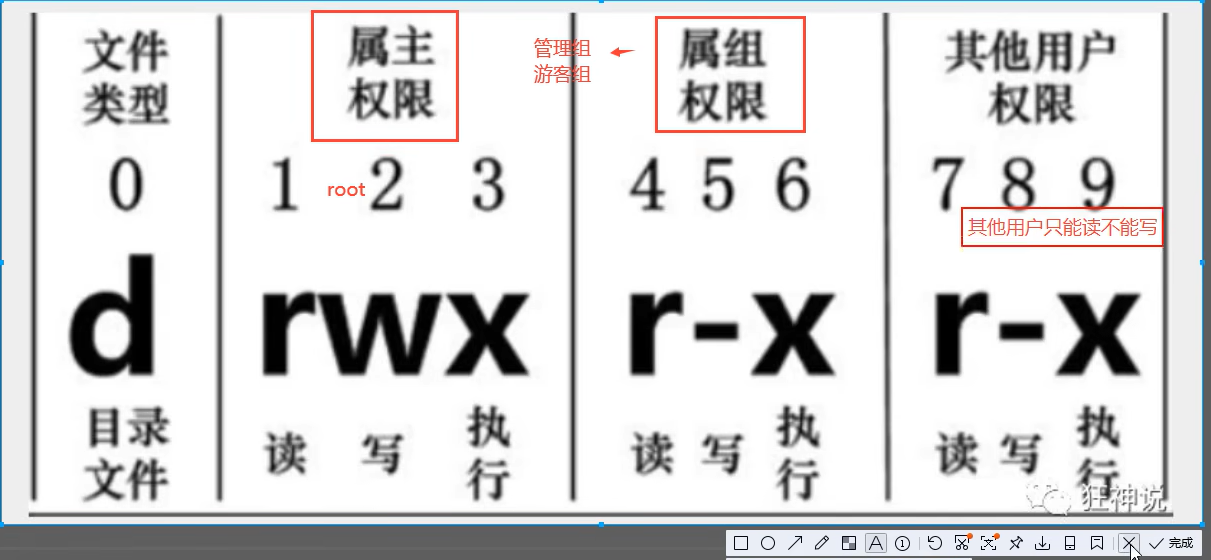 文件
类型
属主
权限
管理组
游客组
属组
权限
其他用户
权限
0
1 root 2 3
4 5 6
7 8 9
其他用户只能读不能写
d
rwx
r-x
r-x
目录
文件
读 写 执行
读 写 执行
读 写 执行
狂神说
A
1
完成